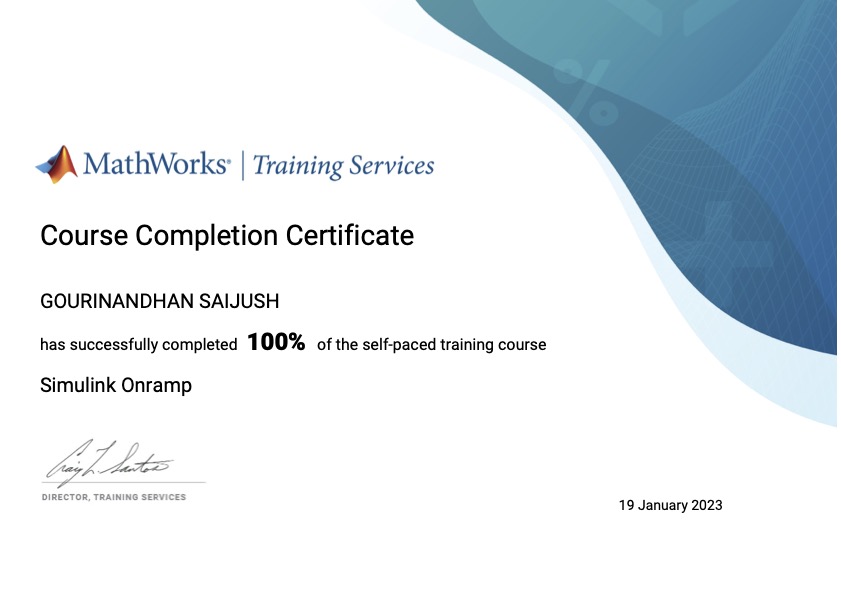 MathWorks® | Training Services
Course Completion Certificate
GOURINANDHAN SAIJUSH
has successfully completed 100% of the self-paced training course
Simulink Onramp
Craig L. Santos
DIRECTOR, TRAINING SERVICES
19 January 2023